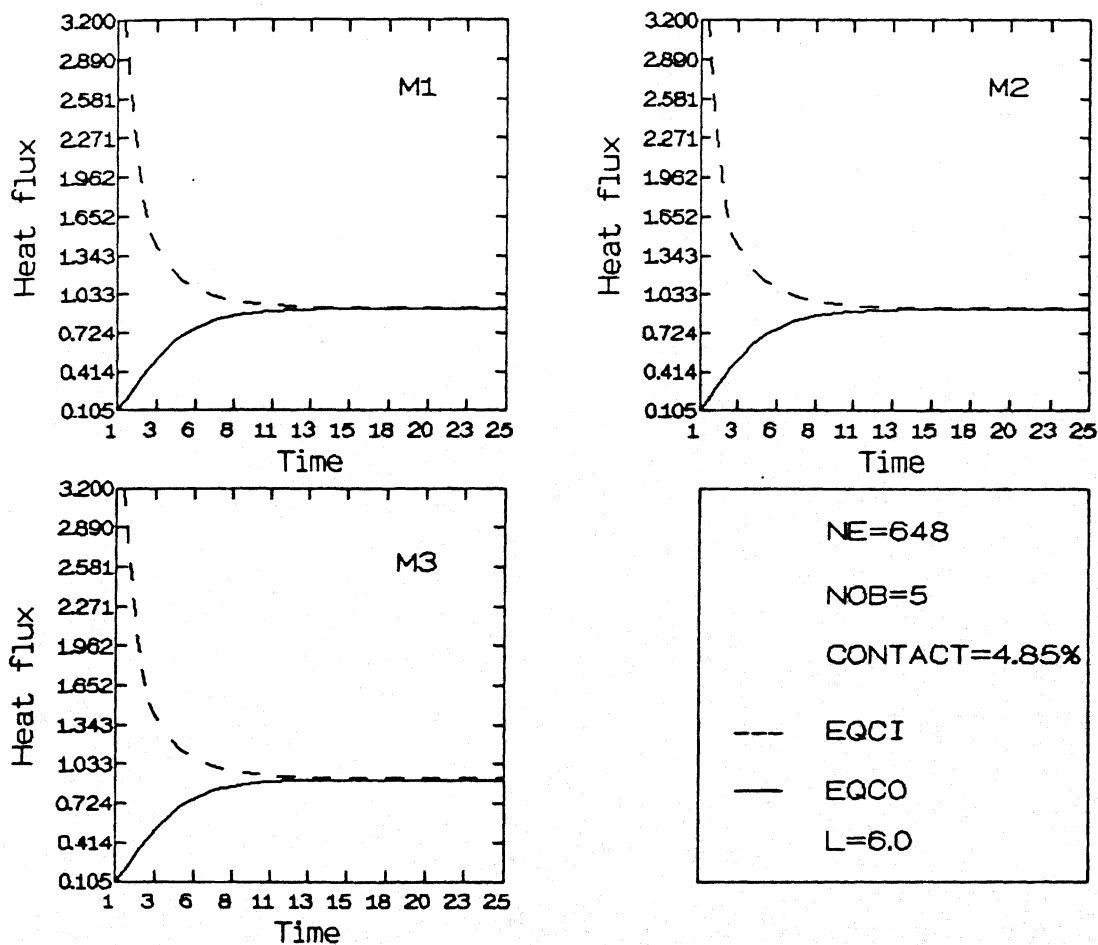 3.200
2.890
2.581
2.271
1.962
1.652
1.343
1.033
0.724
0.414
0.105
Heat flux
M1
1 3 6 8 11 13 15 18 20 23 25
Time
3.200
2.890
2.581
2.271
1.962
1.652
1.343
1.033
0.724
0.414
0.105
Heat flux
M2
1 3 6 8 11 13 15 18 20 23 25
Time
3.200
2.890
2.581
2.271
1.962
1.652
1.343
1.033
0.724
0.414
0.105
Heat flux
M3
1 3 6 8 11 13 15 18 20 23 25
Time
NE=648
NOB=5
CONTACT=4.85%
EQCI
EQCO
L=6.0